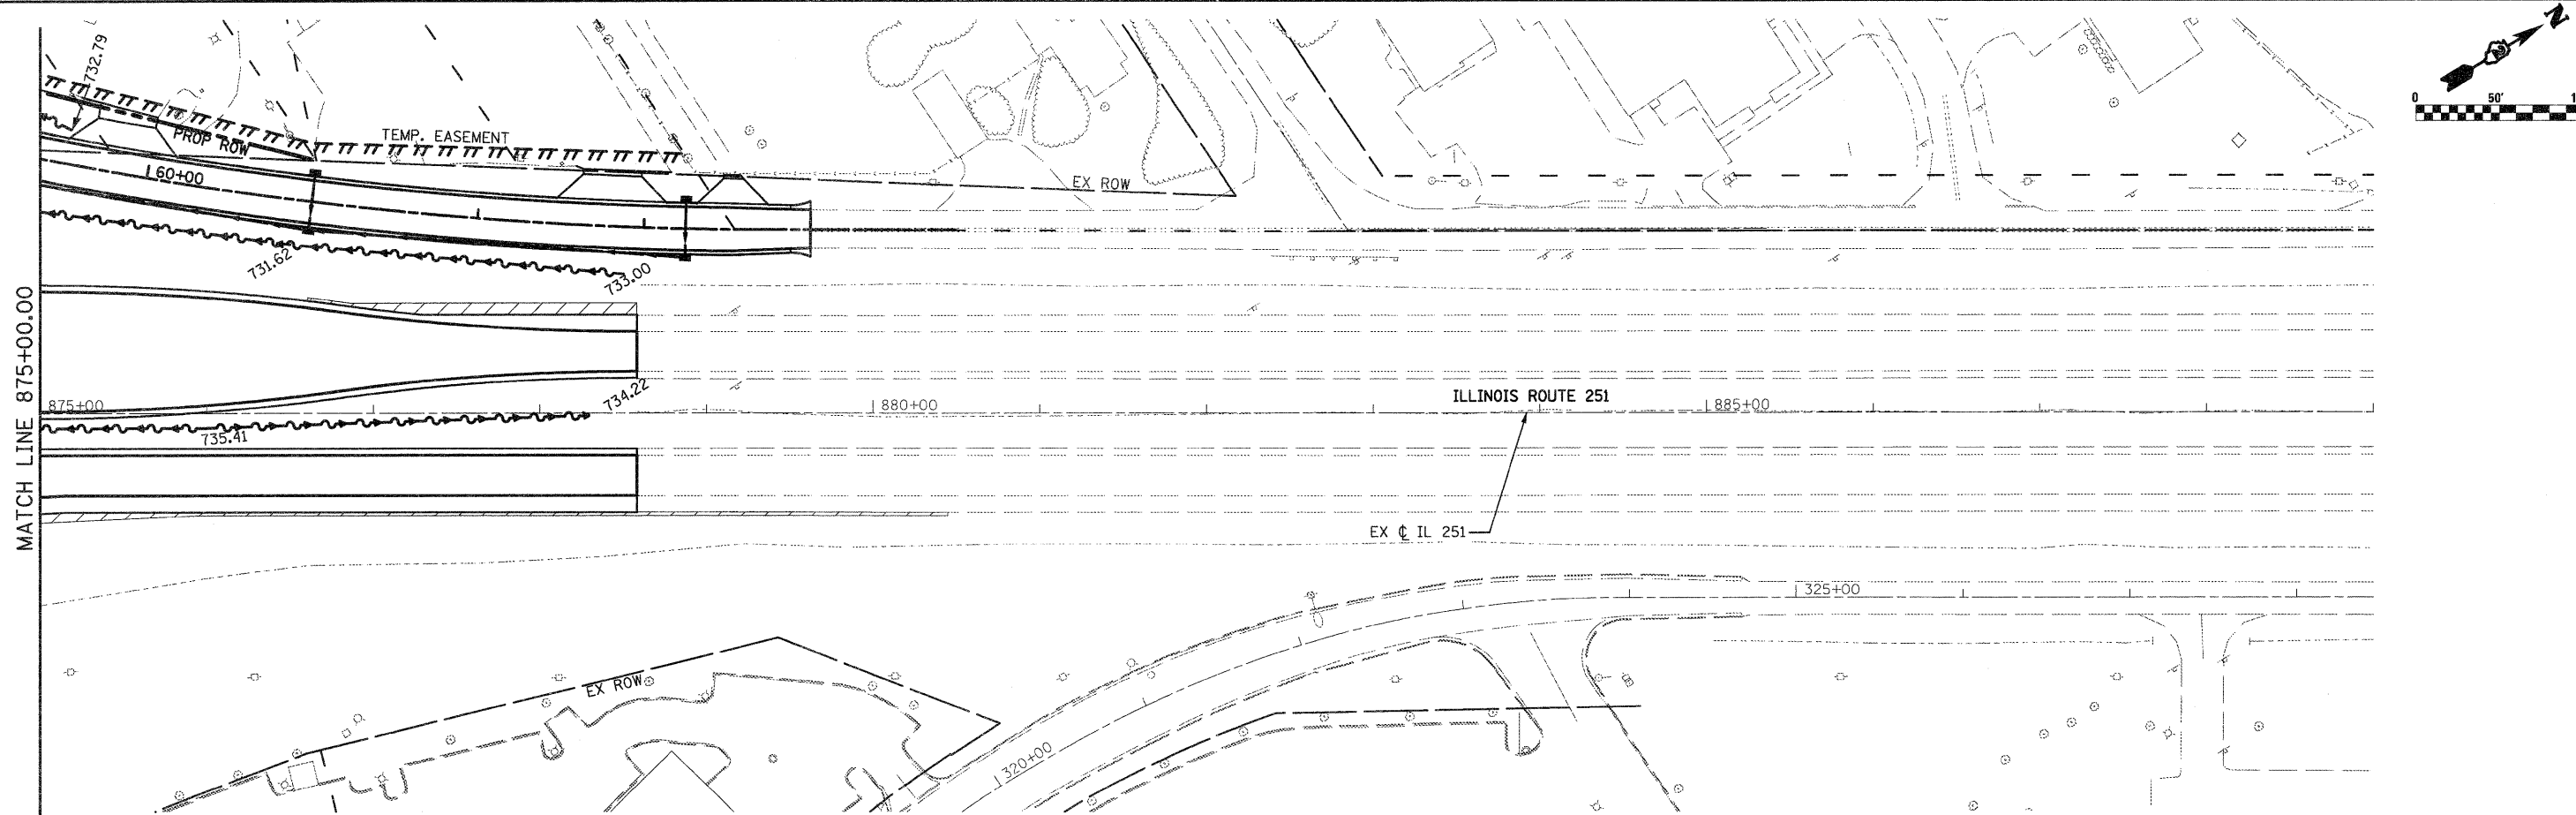 N
0 50'
732.79
TEMP. EASEMENT
PROP ROW
60+00
EX ROW
731.62
733.00
MATCH LINE 875+00.00
734.22
875+00
880+00
ILLINOIS ROUTE 251
885+00
735.41
EX ℄ IL 251
325+00
EX ROW
320+00